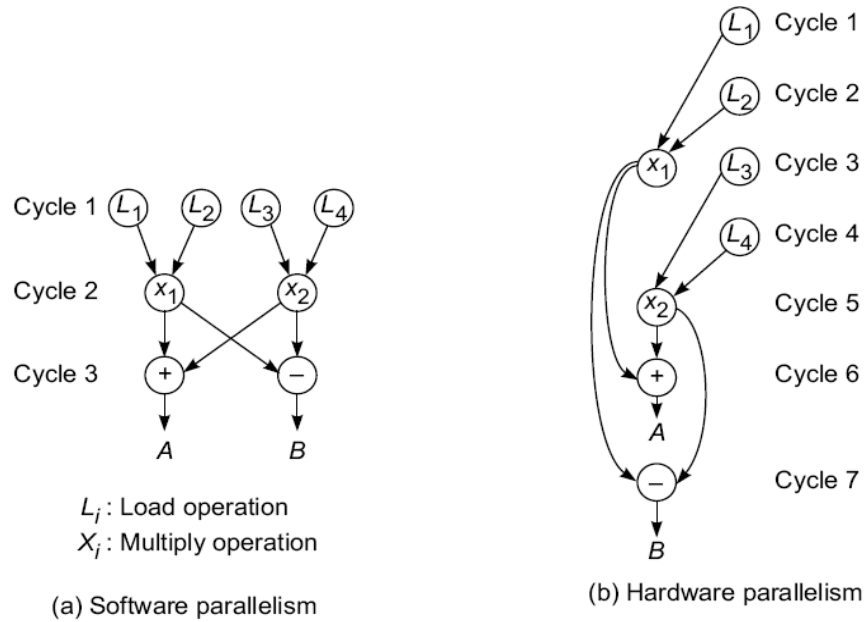 Cycle 1 L1 L2 L3 L4
Cycle 2 x1 x2
Cycle 3 + –
A B
Li : Load operation
Xi : Multiply operation
(a) Software parallelism
L1 Cycle 1
L2 Cycle 2
x1 L3 Cycle 3
L4 Cycle 4
x2 Cycle 5
+ Cycle 6
A
– Cycle 7
B
(b) Hardware parallelism